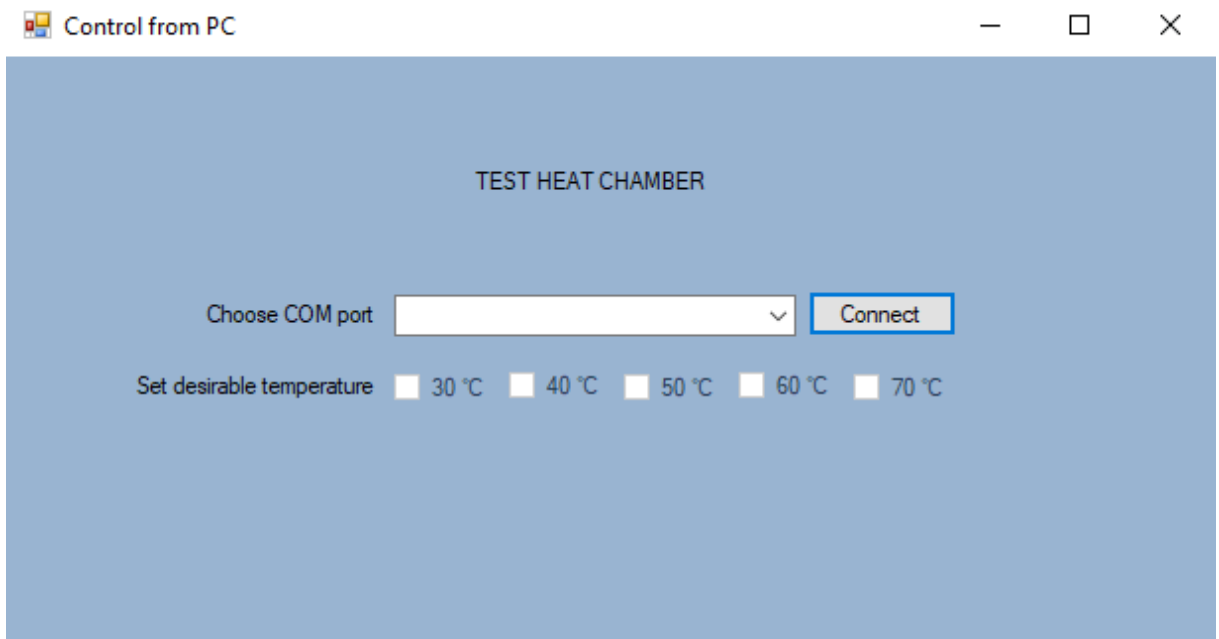 Control from PC
TEST HEAT CHAMBER
Choose COM port Connect
Set desirable temperature 30 °C 40 °C 50 °C 60 °C 70 °C